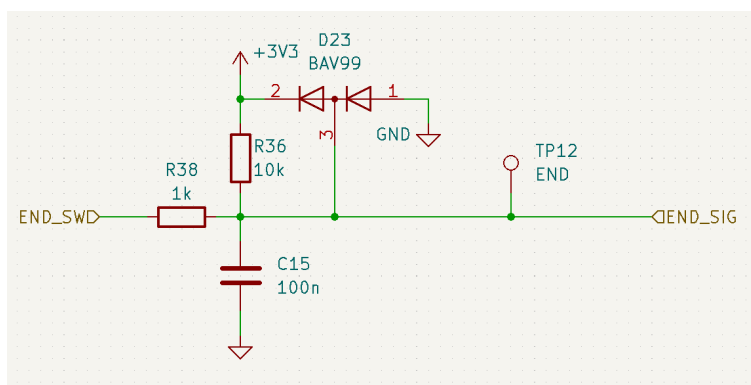 D23
BAV99
+3V3
2
1
3
GND
R36
10k
TP12
END
R38
1k
END_SW
END_SIG
C15
100n